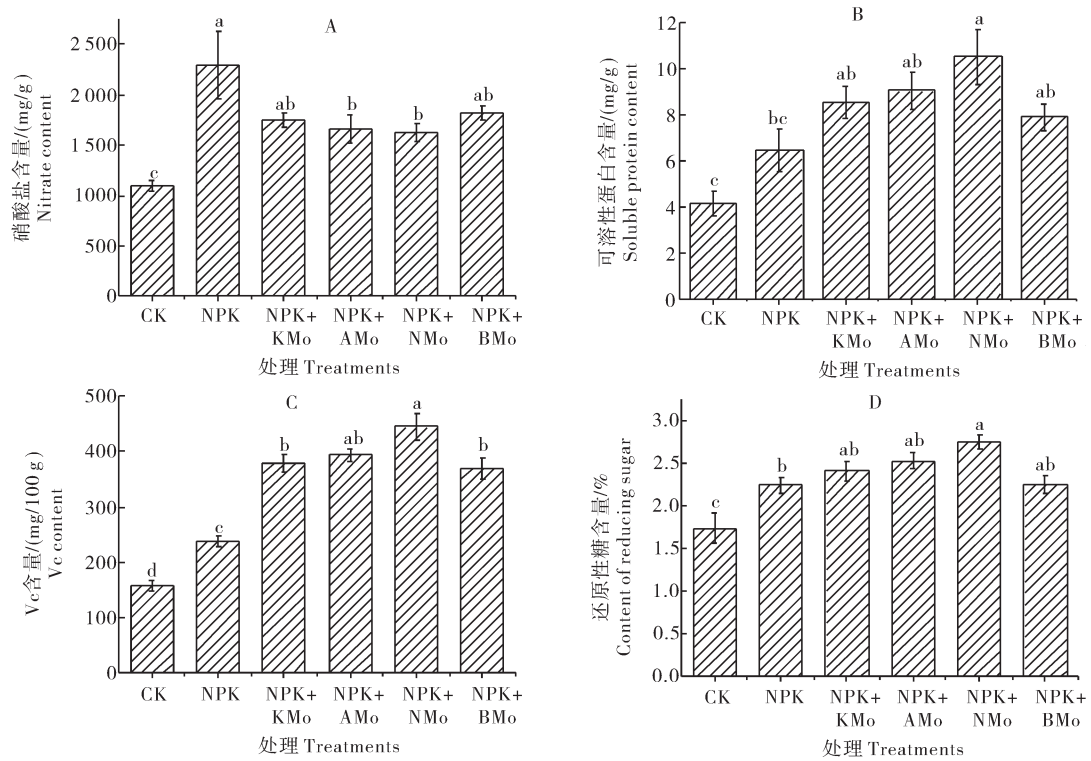 A
硝酸盐含量/(mg/g)
Nitrate content
2 500
2 000
1 500
1 000
500
0
c
a
ab
b
b
ab
CK
NPK
NPK+
KMo
NPK+
AMo
NPK+
NMo
NPK+
BMo
处理 Treatments
B
可溶性蛋白含量/(mg/g)
Soluble protein content
12
10
8
6
4
2
0
c
bc
ab
ab
a
ab
CK
NPK
NPK+
KMo
NPK+
AMo
NPK+
NMo
NPK+
BMo
处理 Treatments
C
Vc含量/(mg/100 g)
Vc content
500
400
300
200
100
0
d
c
b
ab
a
b
CK
NPK
NPK+
KMo
NPK+
AMo
NPK+
NMo
NPK+
BMo
处理 Treatments
D
还原性糖含量/%
Content of reducing sugar
3.0
2.5
2.0
1.5
1.0
0.5
0.0
c
b
ab
ab
a
ab
CK
NPK
NPK+
KMo
NPK+
AMo
NPK+
NMo
NPK+
BMo
处理 Treatments